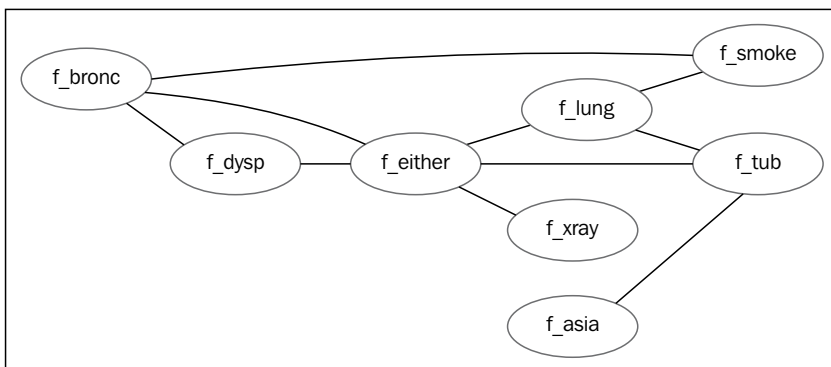 f_smoke
f_bronc
f_lung
f_dysp
f_either
f_tub
f_xray
f_asia